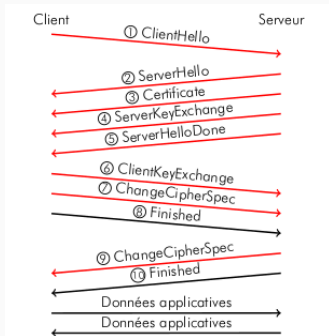 Client Serveur
① ClientHello
② ServerHello
③ Certificate
④ ServerKeyExchange
⑤ ServerHelloDone
⑥ ClientKeyExchange
⑦ ChangeCipherSpec
⑧ Finished
⑨ ChangeCipherSpec
⑩ Finished
Données applicatives
Données applicatives